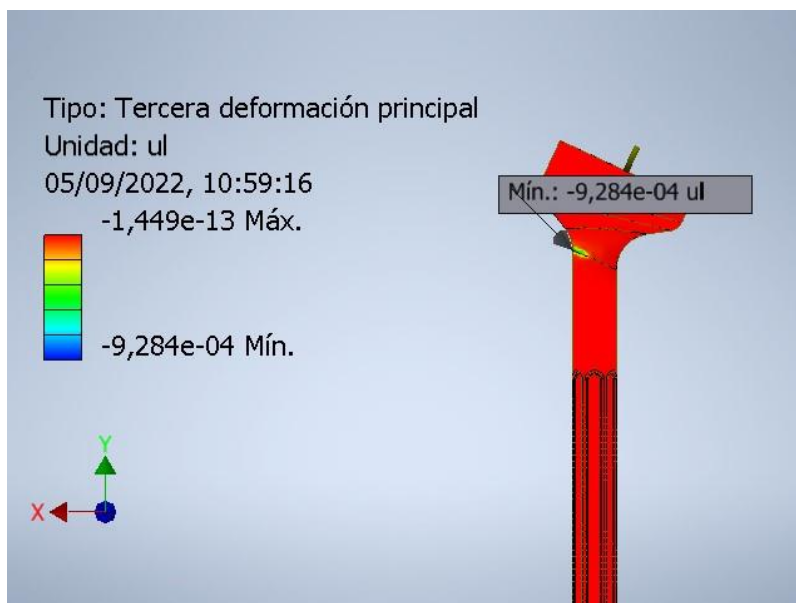 Tipo: Tercera deformación principal
Unidad: ul
05/09/2022, 10:59:16
-1,449e-13 Máx.
-9,284e-04 Mín.
Mín.: -9,284e-04 ul
Y
X